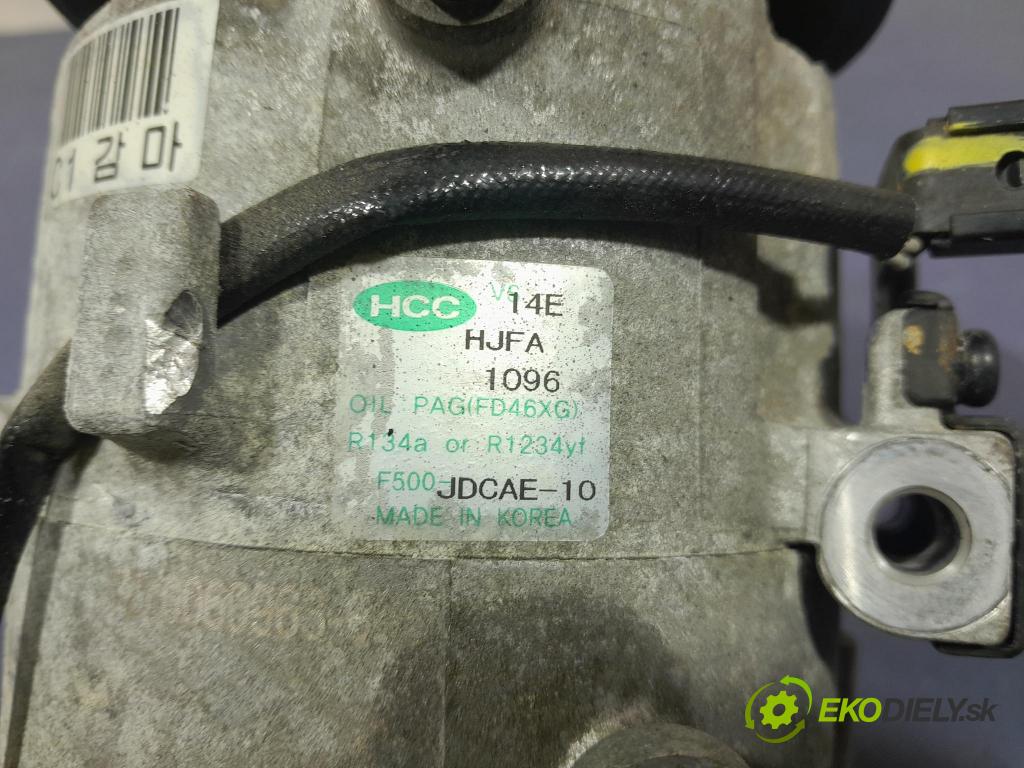 01 감마
HCC VS 14E
HJFA
1096
OIL PAG(FD46XG)
R134a or R1234yf
F500-JDCAE-10
MADE IN KOREA
EKODIELY.sk